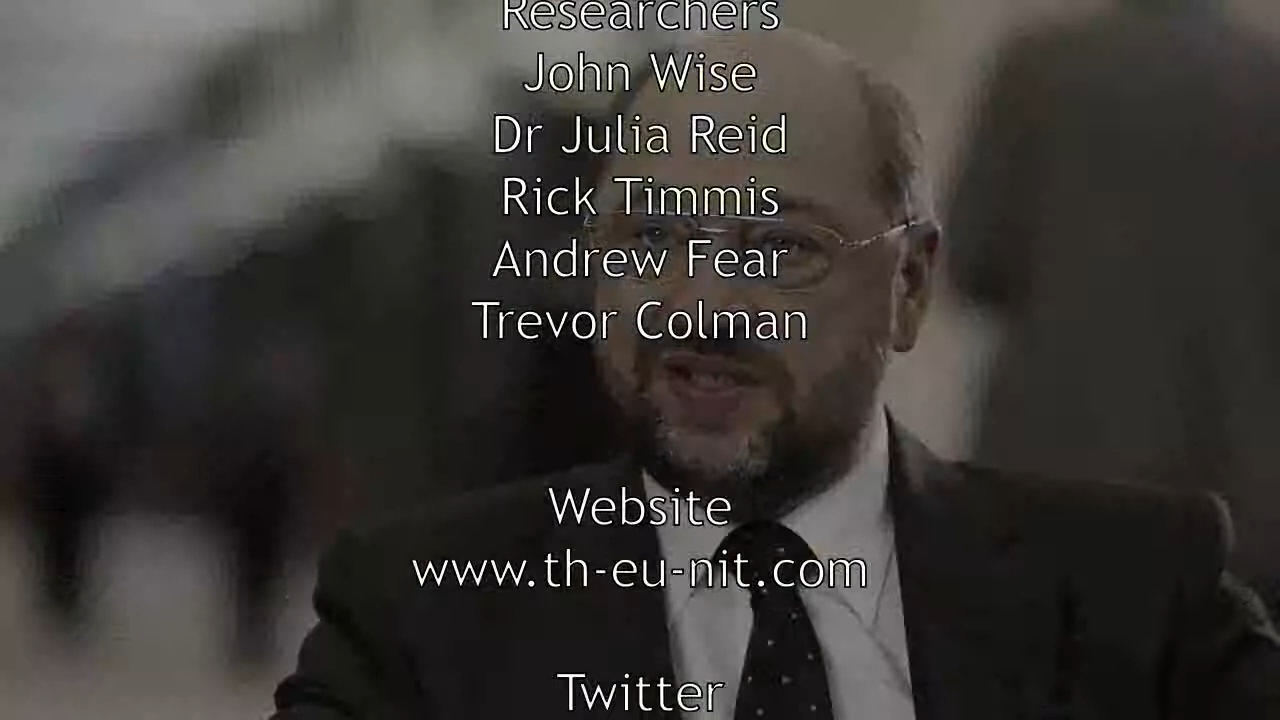 Researchers
John Wise
Dr Julia Reid
Rick Timmis
Andrew Fear
Trevor Colman
Website
www.th-eu-nit.com
Twitter